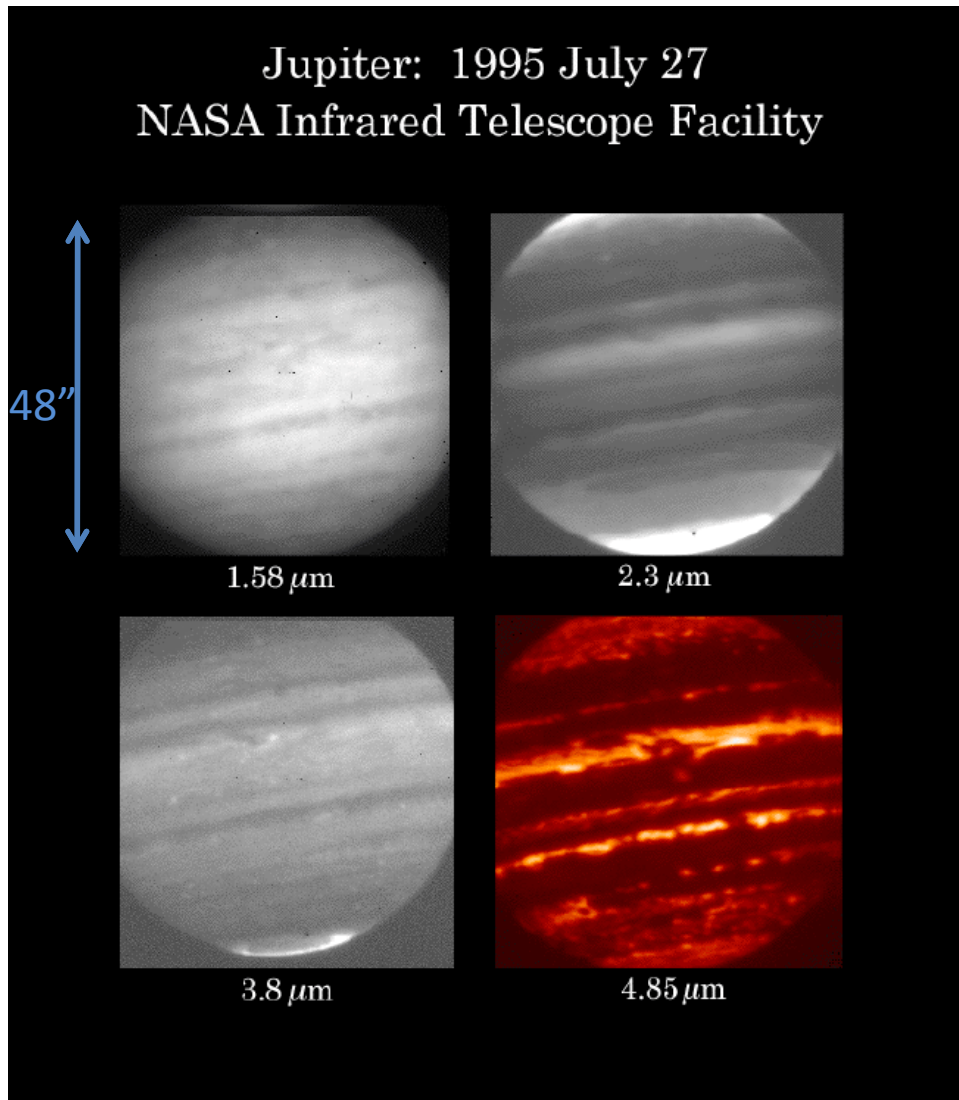 Jupiter: 1995 July 27
NASA Infrared Telescope Facility
48”
1.58 μm
2.3 μm
3.8 μm
4.85 μm